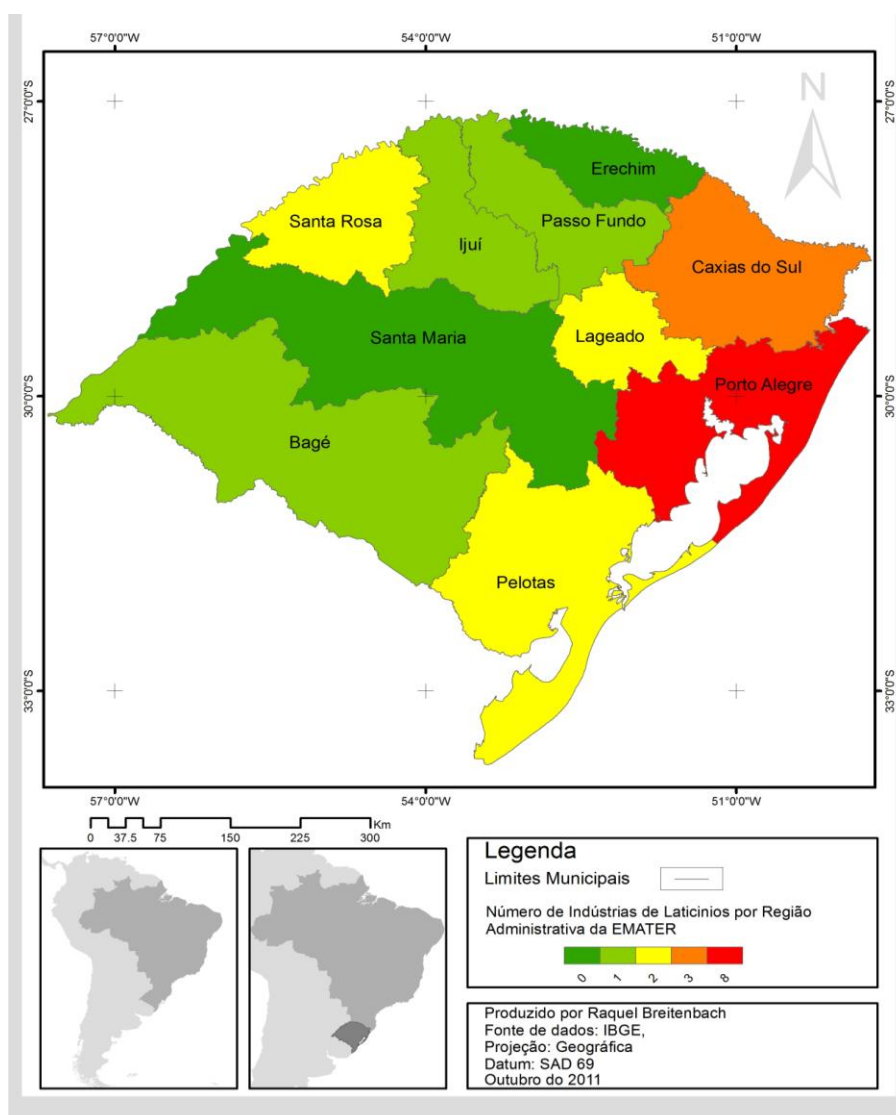 57°0'0"W
54°0'0"W
51°0'0"W
27°0'0"S
27°0'0"S
N
Erechim
Santa Rosa
Passo Fundo
Ijuí
Caxias do Sul
Santa Maria
Lageado
Porto Alegre
30°0'0"S
30°0'0"S
Bagé
Pelotas
33°0'0"S
33°0'0"S
57°0'0"W
54°0'0"W
51°0'0"W
Km
0 37.5 75 150 225 300
Legenda
Limites Municipais
Número de Indústrias de Laticinios por Região
Administrativa da EMATER
0 1 2 3 8
Produzido por Raquel Breitenbach
Fonte de dados: IBGE,
Projeção: Geográfica
Datum: SAD 69
Outubro do 2011